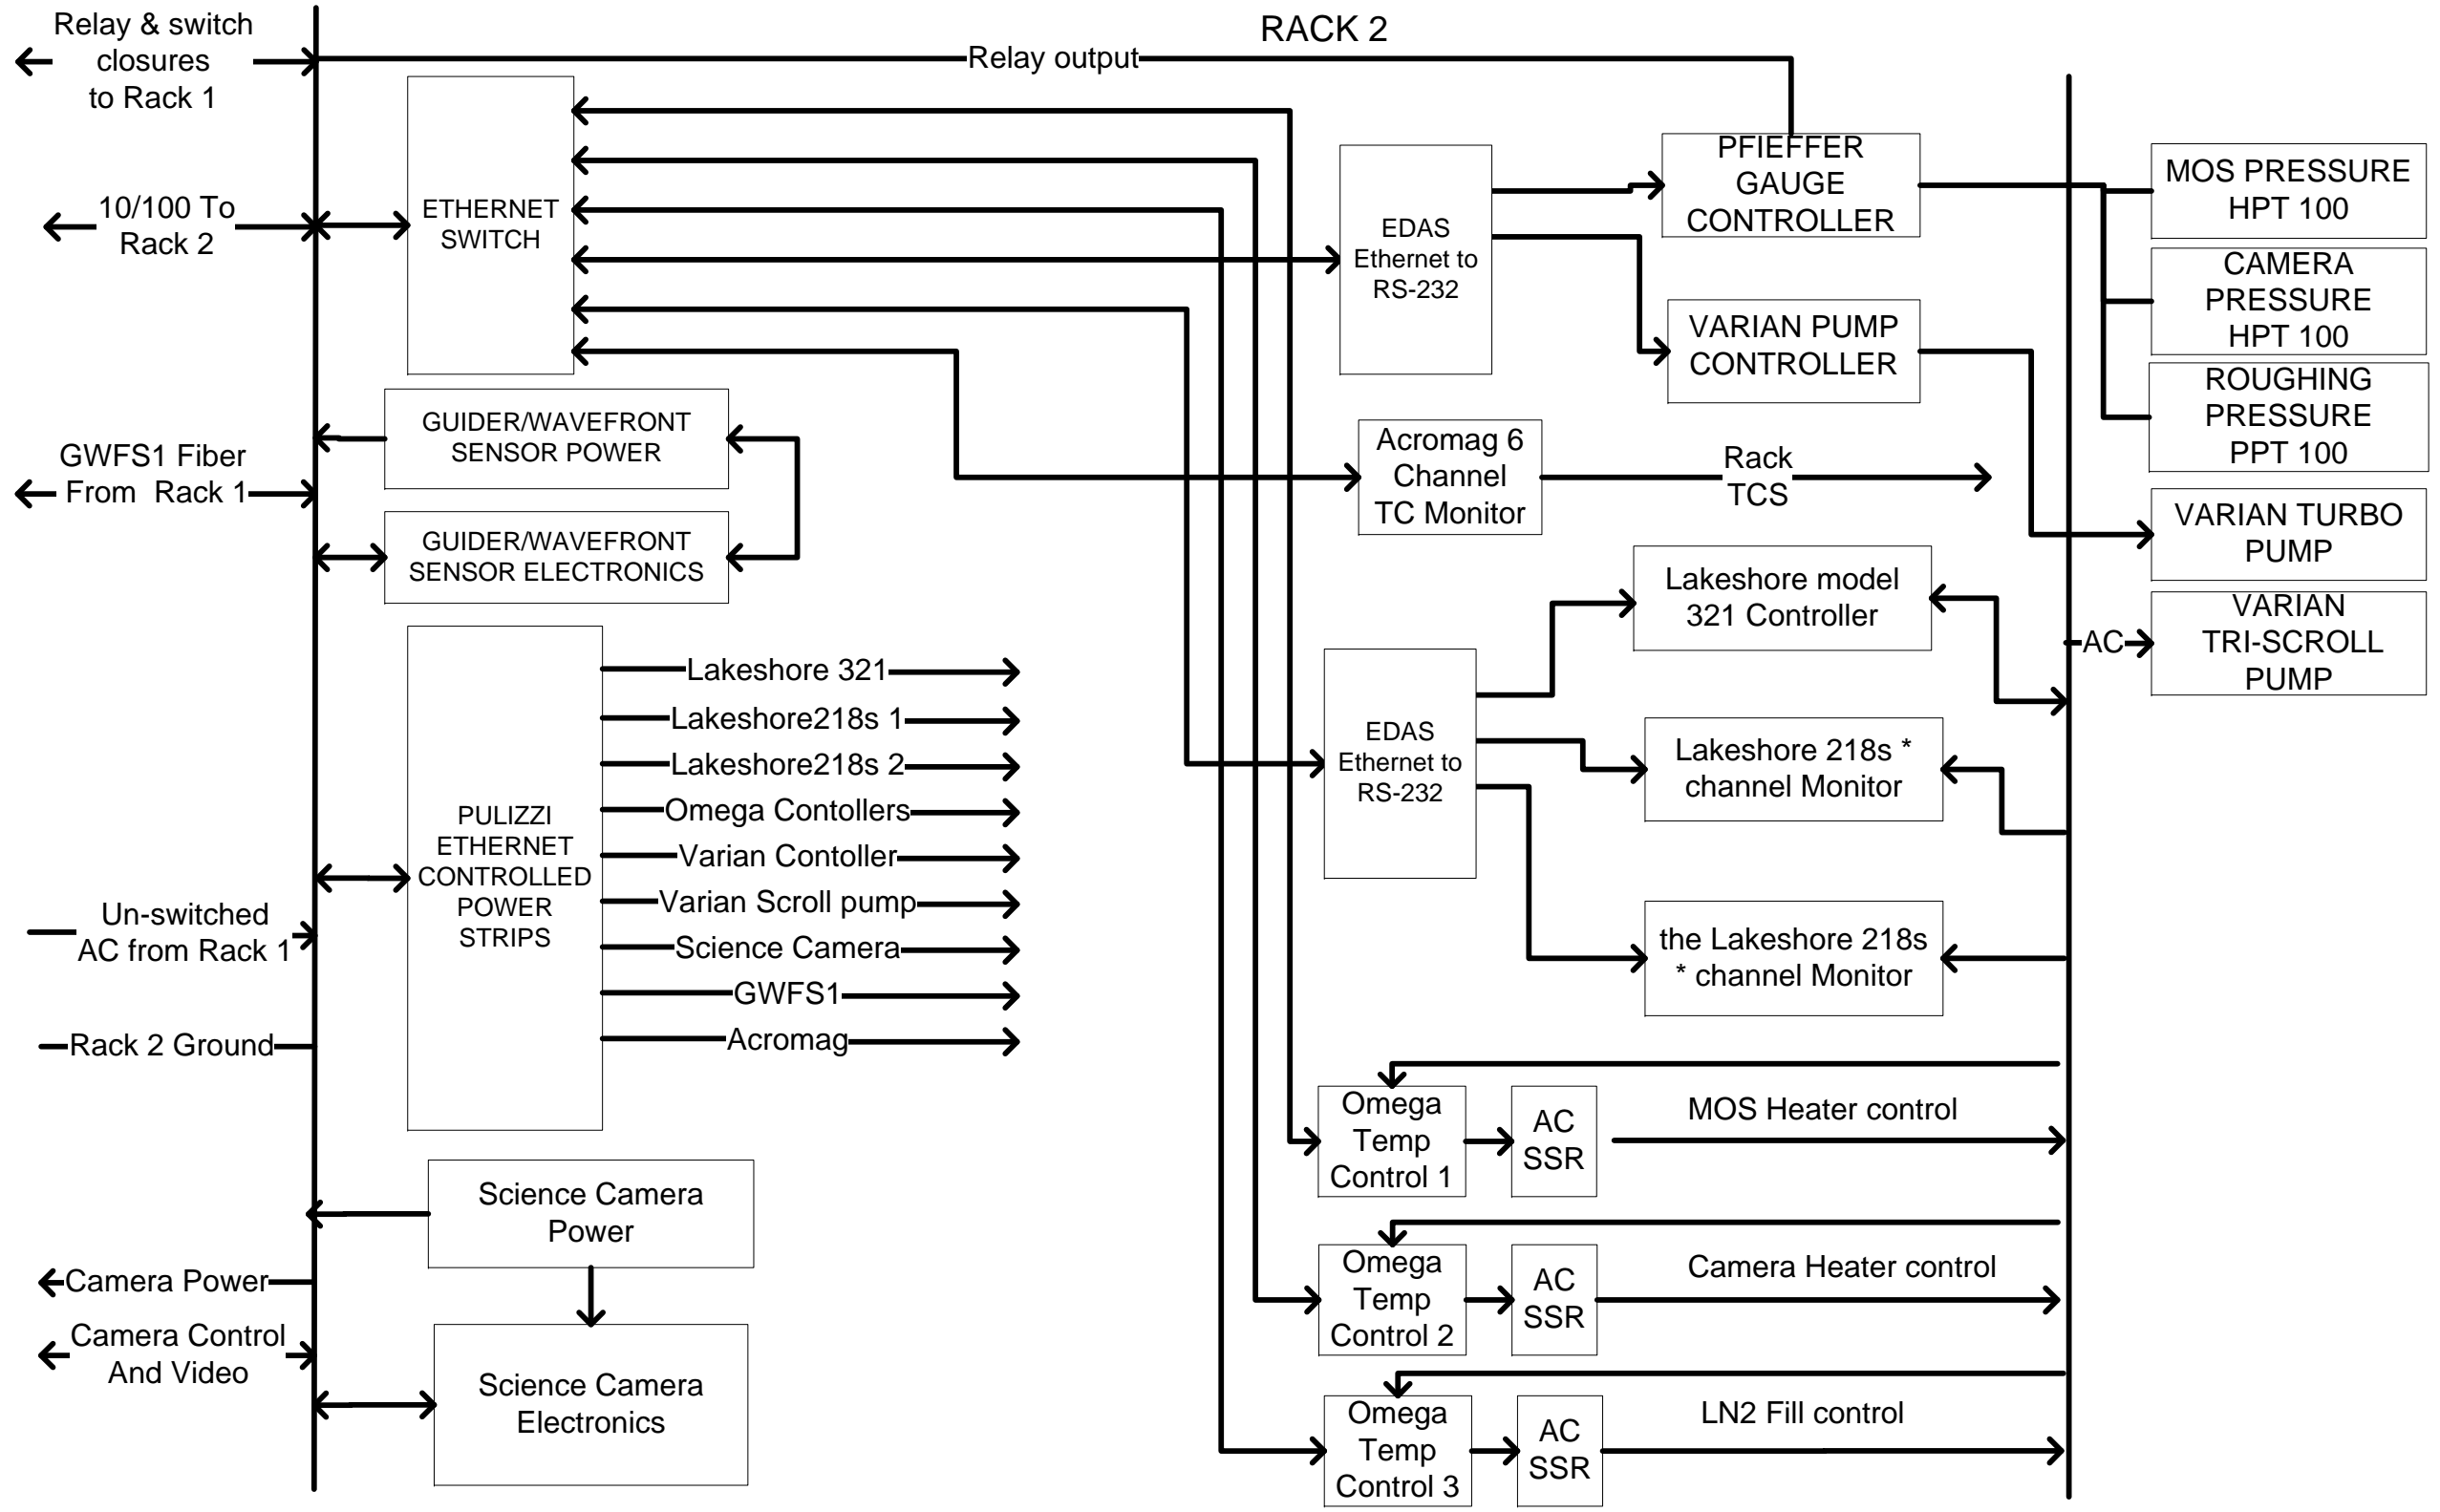 RACK 2
Relay & switch
closures
to Rack 1
Relay output
10/100 To
Rack 2
GWFS1 Fiber
From  Rack 1
Un-switched
AC from Rack 1
Rack 2 Ground
Camera Power
Camera Control
And Video
ETHERNET
SWITCH
GUIDER/WAVEFRONT
SENSOR POWER
GUIDER/WAVEFRONT
SENSOR ELECTRONICS
PULIZZI
ETHERNET
CONTROLLED
POWER
STRIPS
Lakeshore 321
Lakeshore218s 1
Lakeshore218s 2
Omega Contollers
Varian Contoller
Varian Scroll pump
Science Camera
GWFS1
Acromag
Science Camera
Power
Science Camera
Electronics
EDAS
Ethernet to
RS-232
PFIEFFER
GAUGE
CONTROLLER
VARIAN PUMP
CONTROLLER
Acromag 6
Channel
TC Monitor
Rack
TCS
EDAS
Ethernet to
RS-232
Lakeshore model
321 Controller
Lakeshore 218s *
channel Monitor
the Lakeshore 218s
* channel Monitor
Omega
Temp
Control 1
AC
SSR
MOS Heater control
Omega
Temp
Control 2
AC
SSR
Camera Heater control
Omega
Temp
Control 3
AC
SSR
LN2 Fill control
MOS PRESSURE
HPT 100
CAMERA
PRESSURE
HPT 100
ROUGHING
PRESSURE
PPT 100
VARIAN TURBO
PUMP
AC
VARIAN
TRI-SCROLL
PUMP